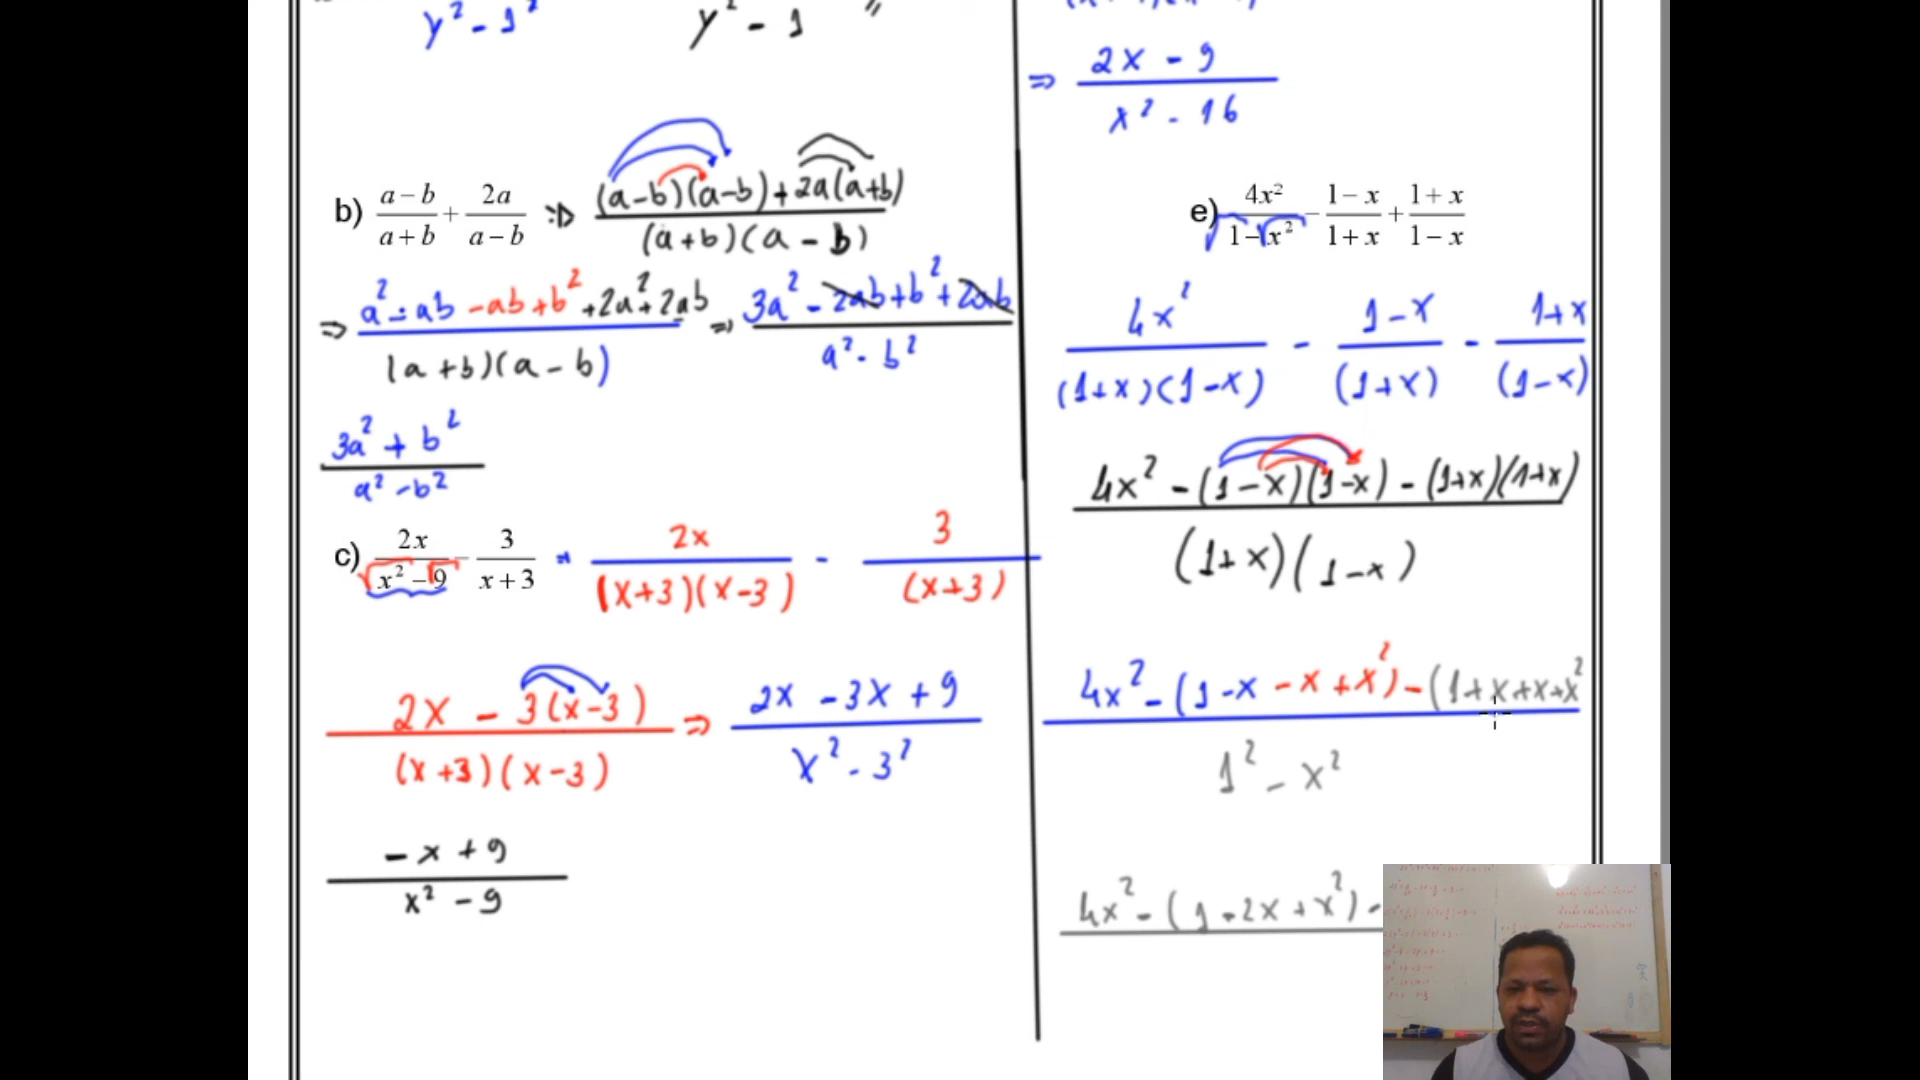 y² - 1²
y² - 1 //
b) (a - b)/(a + b) + 2a/(a - b) ⇒ ((a-b)(a-b)+2a(a+b))/((a+b)(a-b))
⇒ (a² - ab - ab + b² + 2a² + 2ab)/((a+b)(a-b)) ⇒ (3a² - 2ab + b² + 2ab)/(a² - b²)
(3a² + b²)/(a² - b²)
c) 2x/(x² - 9) - 3/(x + 3) = 2x/((x+3)(x-3)) - 3/((x+3))
(2x - 3(x-3))/((x+3)(x-3)) ⇒ (2x - 3x + 9)/(x² - 3²)
(-x + 9)/(x² - 9)
⇒ (2x - 9)/(x² - 16)
e) 4x²/(1 - x²) - (1 - x)/(1 + x) + (1 + x)/(1 - x)
4x²/((1+x)(1-x)) - (1-x)/((1+x)) - (1+x)/((1-x))
(4x² - (1-x)(1-x) - (1+x)(1+x))/((1+x)(1-x))
(4x² - (1-x - x + x²) - (1+x+x+x²)/(1² - x²)
4x² - (1 - 2x + x²) -